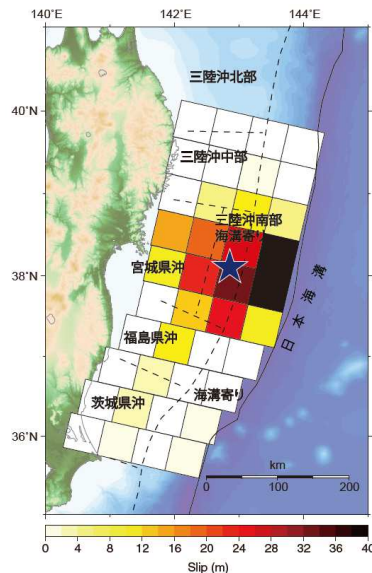 140˚E
142˚E
144˚E
三陸沖北部
40˚N
三陸沖中部
三陸沖南部
海溝寄り
宮城県沖
38˚N
日本海溝
福島県沖
茨城県沖
海溝寄り
36˚N
km
0 100 200
0 4 8 12 16 20 24 28 32 36 40
Slip (m)